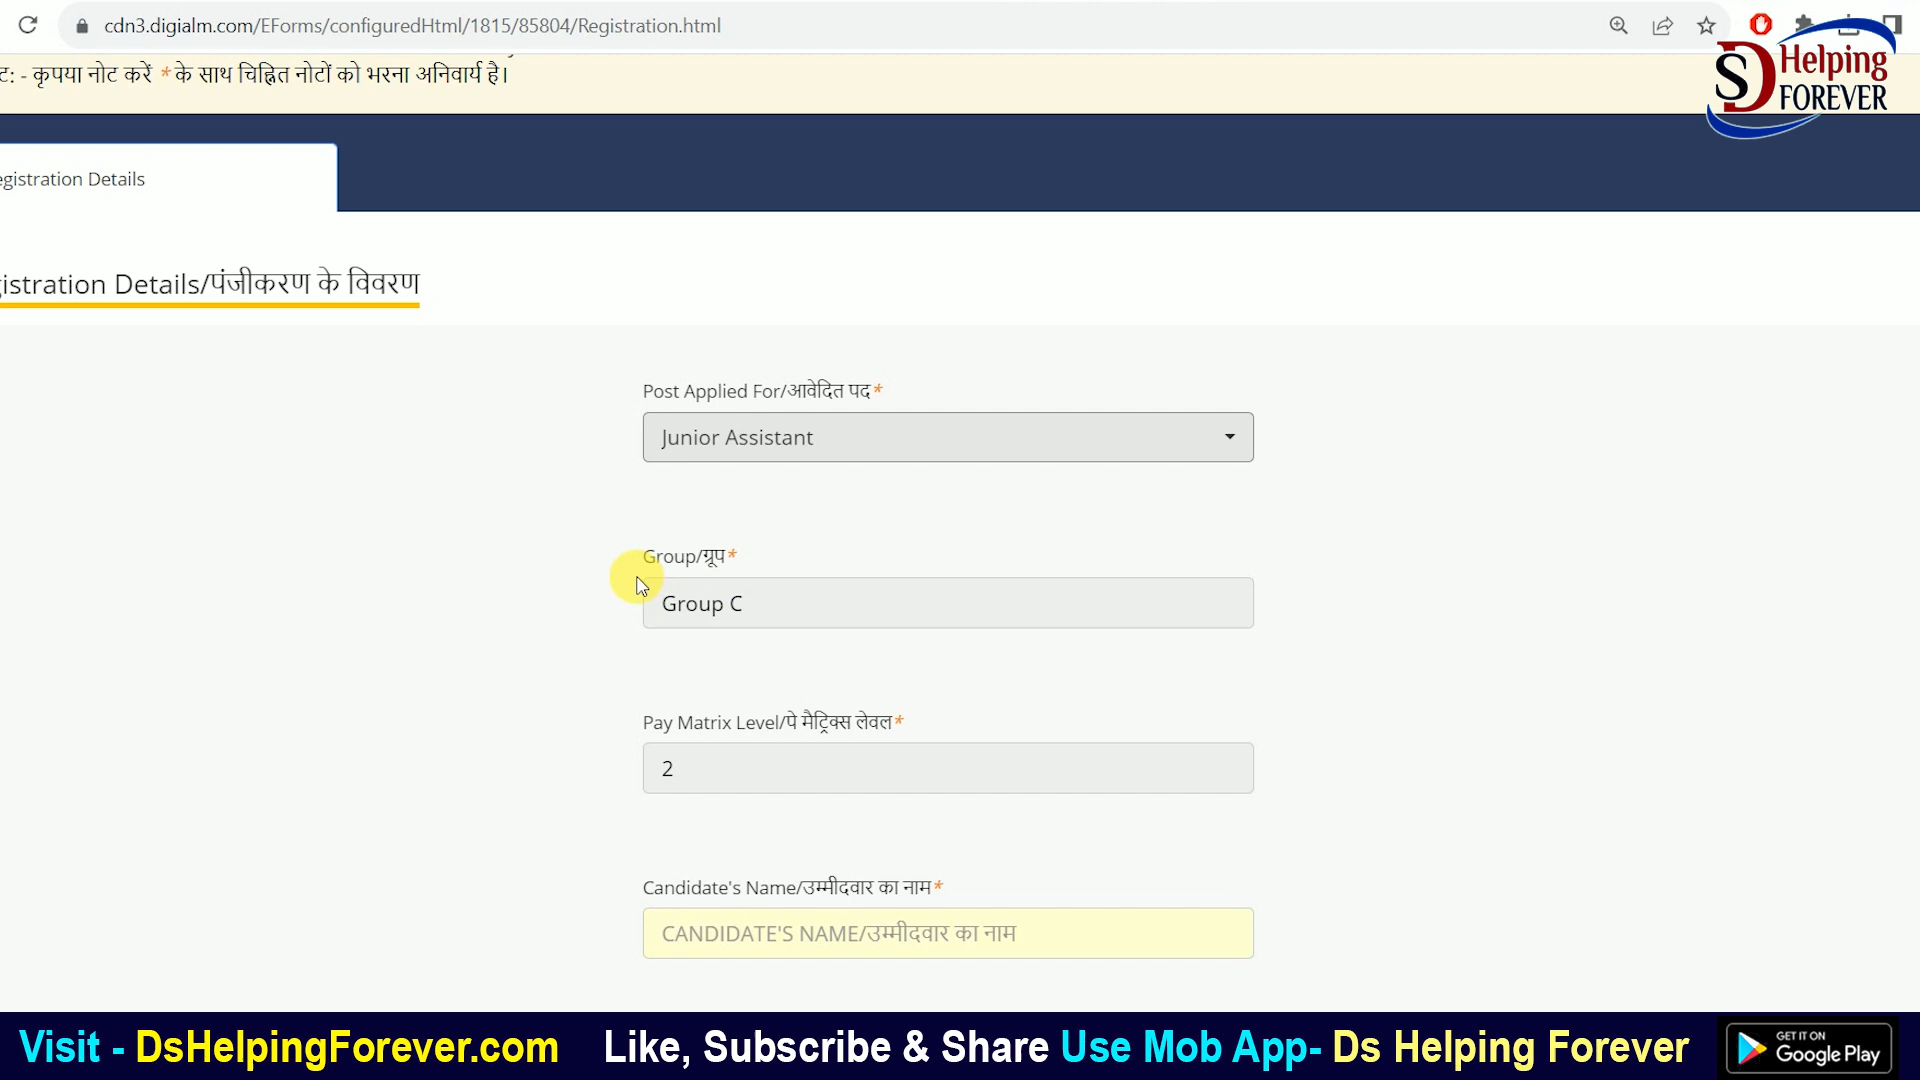 cdn3.digialm.com/EForms/configuredHtml/1815/85804/Registration.html
SD Helping
FOREVER
ट: - कृपया नोट करें * के साथ चिह्नित नोटों को भरना अनिवार्य है।
egistration Details
gistration Details/पंजीकरण के विवरण
Post Applied For/आवेदित पद*
Junior Assistant
Group/ग्रूप*
Group C
Pay Matrix Level/पे मैट्रिक्स लेवल*
2
Candidate's Name/उम्मीदवार का नाम*
CANDIDATE'S NAME/उम्मीदवार का नाम
Visit - DsHelpingForever.com Like, Subscribe & Share Use Mob App- Ds Helping Forever
GET IT ON
Google Play